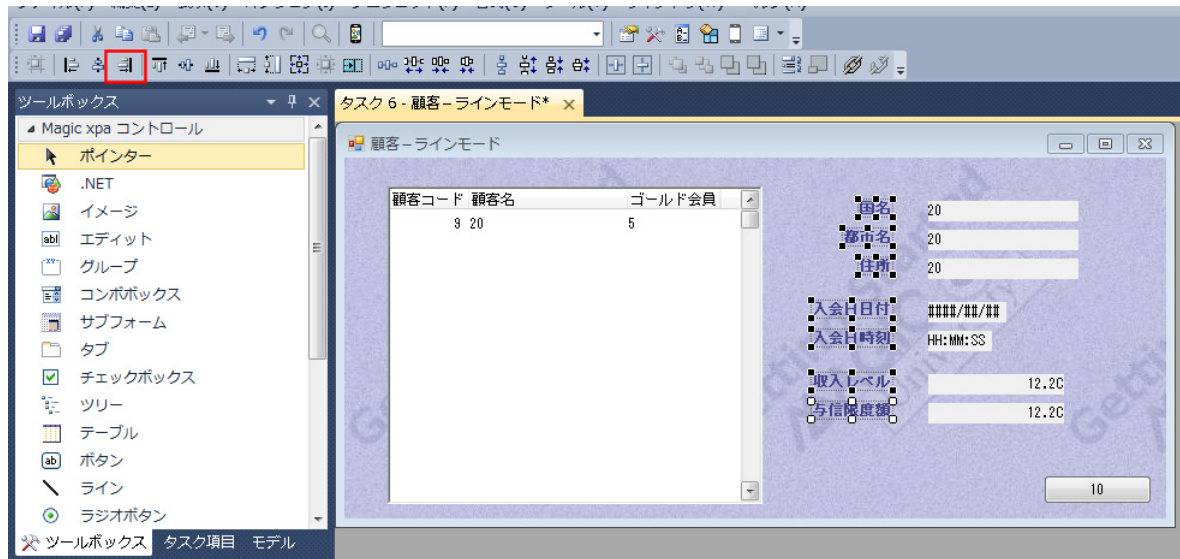 ツールボックス
Magic xpa コントロール
ポインター
.NET
イメージ
エディット
グループ
コンボボックス
サブフォーム
タブ
チェックボックス
ツリー
テーブル
ボタン
ライン
ラジオボタン
ツールボックス タスク項目 モデル
タスク 6 - 顧客－ラインモード*
顧客－ラインモード
顧客コード 顧客名 ゴールド会員
9 20 5
国名 20
都市名 20
住所 20
入会日付 ####/##/##
入会時刻 HH:MM:SS
収入レベル 12.2C
与信限度額 12.2C
10